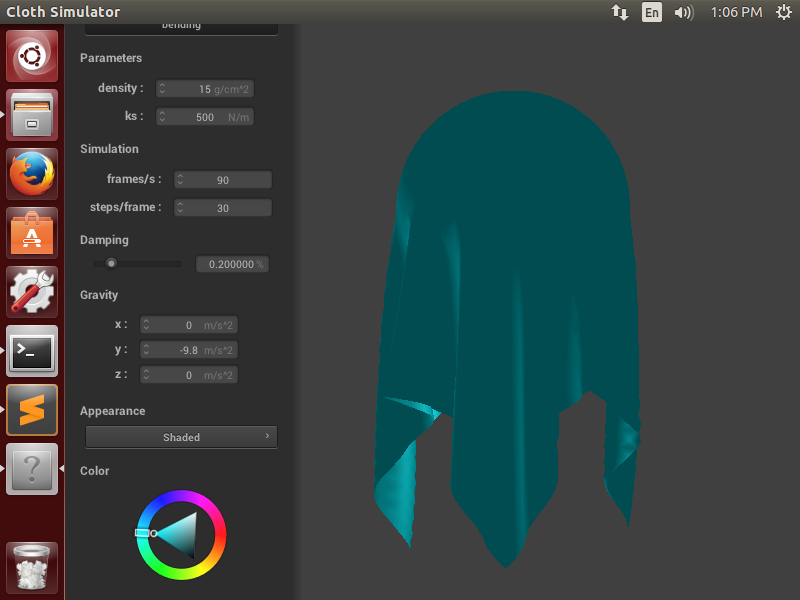 Cloth Simulator
En
1:06 PM
bending
Parameters
density : 15 g/cm^2
ks : 500 N/m
Simulation
frames/s : 90
steps/frame : 30
Damping
0.200000 %
Gravity
x : 0 m/s^2
y : -9.8 m/s^2
z : 0 m/s^2
Appearance
Shaded
Color